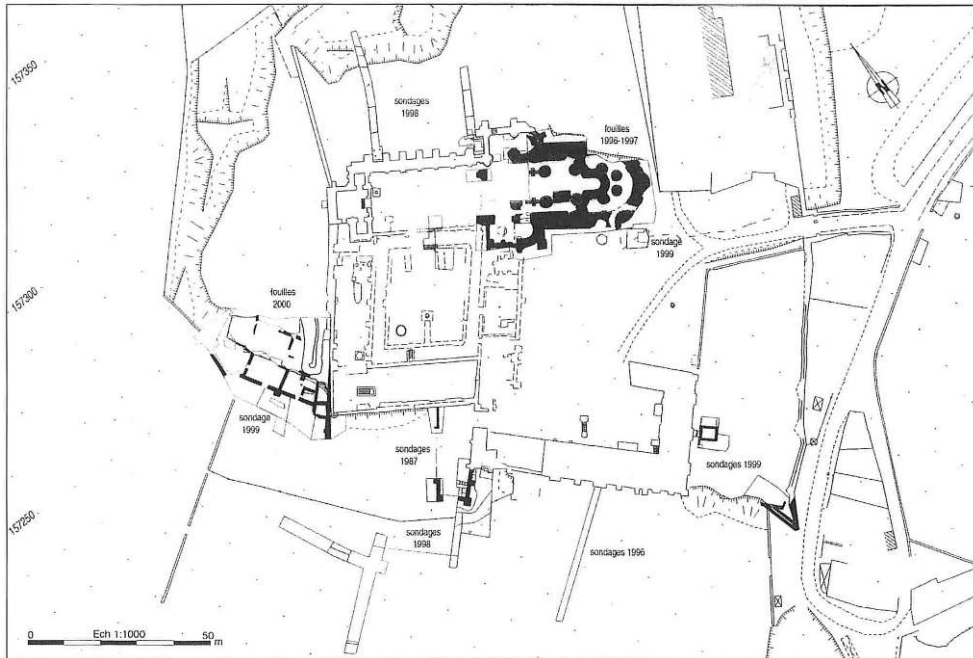 157350
sondages
1998
fouilles
1996-1997
N
sondage
1999
157300
fouilles
2000
sondage
1999
sondages
1987
sondages 1999
157250
sondages
1998
sondages 1996
0 Ech 1:1000 50 m